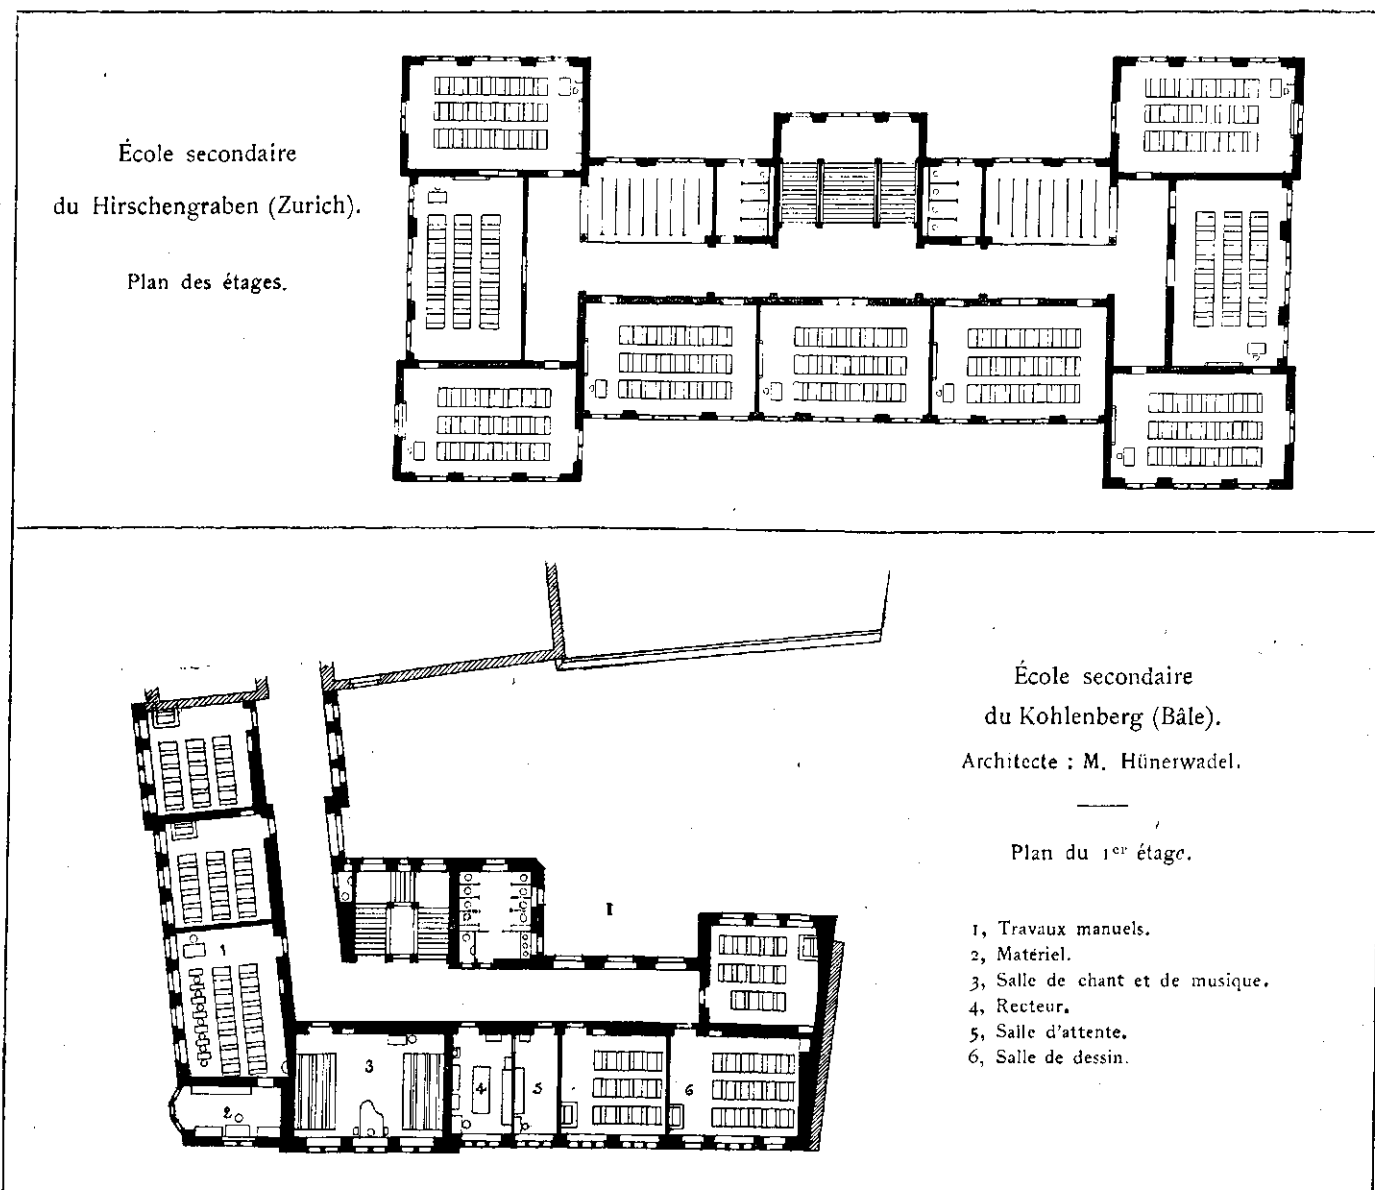 École secondaire
du Hirschengraben (Zurich).
Plan des étages.
École secondaire
du Kohlenberg (Bâle).
Architecte : M. Hünerwadel.
Plan du 1er étage.
1, Travaux manuels.
2, Matériel.
3, Salle de chant et de musique.
4, Recteur.
5, Salle d'attente.
6, Salle de dessin.
I
1
2
3
4
5
6